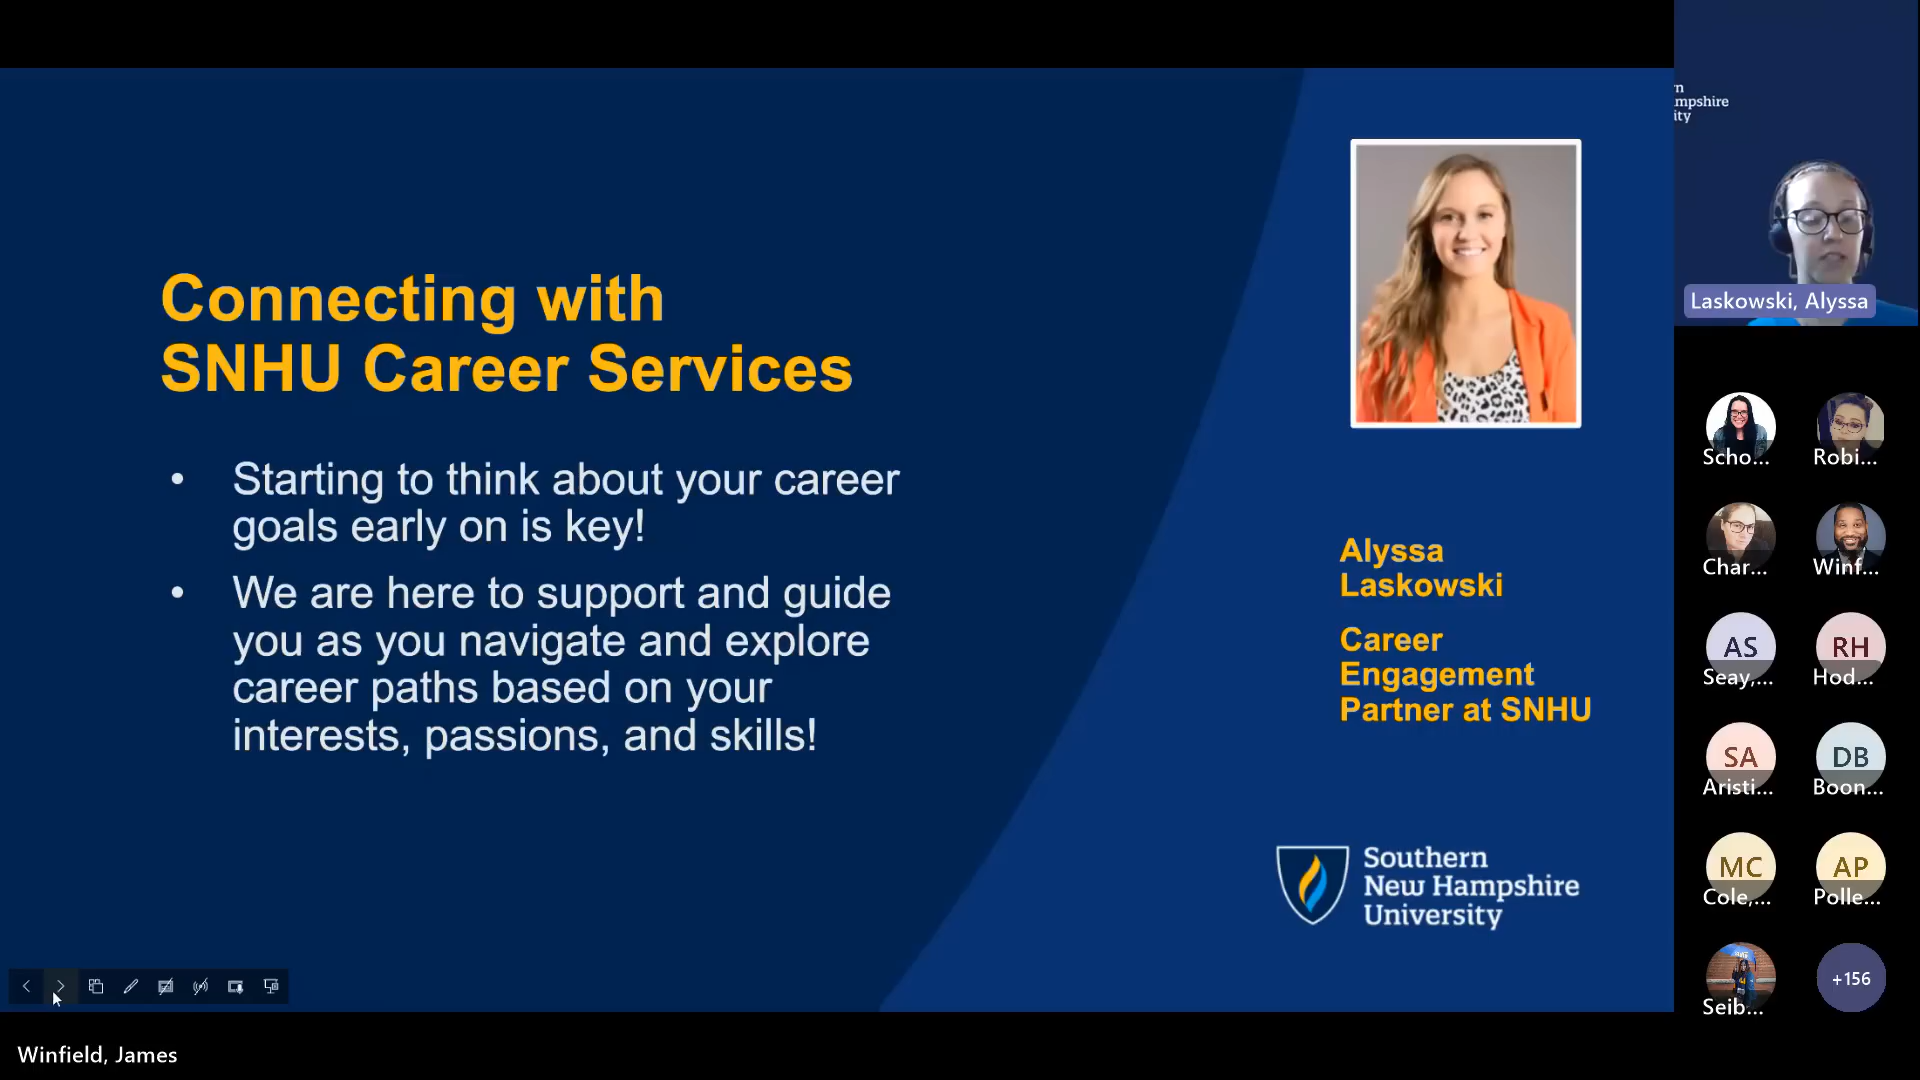 Connecting with
SNHU Career Services
• Starting to think about your career
goals early on is key!
• We are here to support and guide
you as you navigate and explore
career paths based on your
interests, passions, and skills!
Alyssa
Laskowski
Career
Engagement
Partner at SNHU
Southern
New Hampshire
University
Winfield, James
n
mpshire
ity
Laskowski, Alyssa
Scho...
Robi...
Char...
Winf...
AS
Seay,...
RH
Hod...
SA
Aristi...
DB
Boon...
MC
Cole,...
AP
Polle...
Seib...
+156